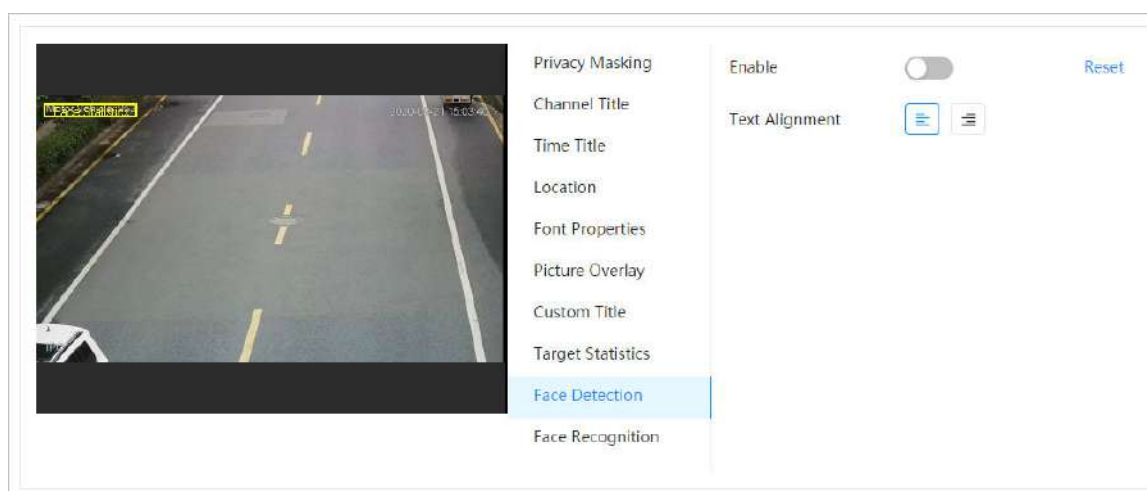 Privacy Masking
Channel Title
Time Title
Location
Font Properties
Picture Overlay
Custom Title
Target Statistics
Face Detection
Face Recognition
Enable
Reset
Text Alignment